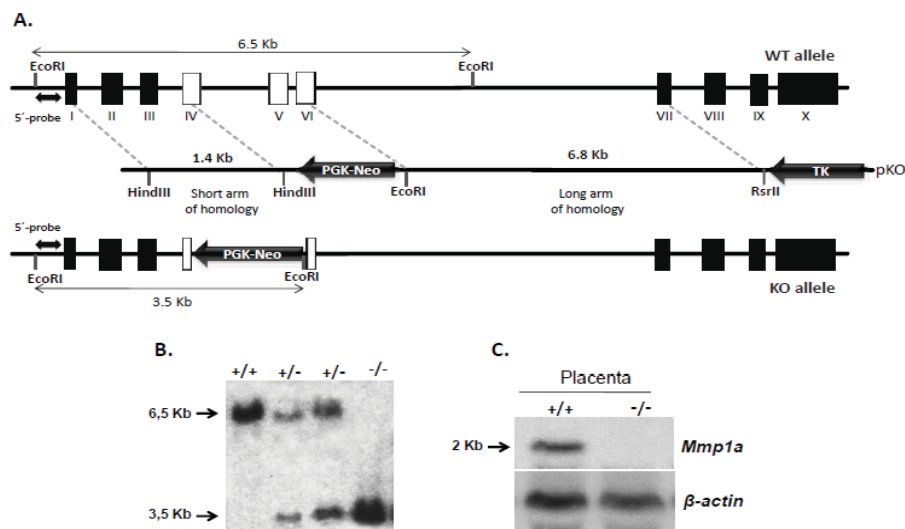 A.
6.5 Kb
EcoRI EcoRI WT allele
5´-probe I II III IV V VI VII VIII IX X
1.4 Kb PGK-Neo 6.8 Kb TK pKO
HindIII Short arm of homology HindIII EcoRI Long arm of homology RsrII
5´-probe
PGK-Neo
EcoRI EcoRI KO allele
3.5 Kb
B.
+/+ +/- +/- -/-
6,5 Kb
3,5 Kb
C.
Placenta
+/+ -/-
2 Kb Mmp1a
β-actin